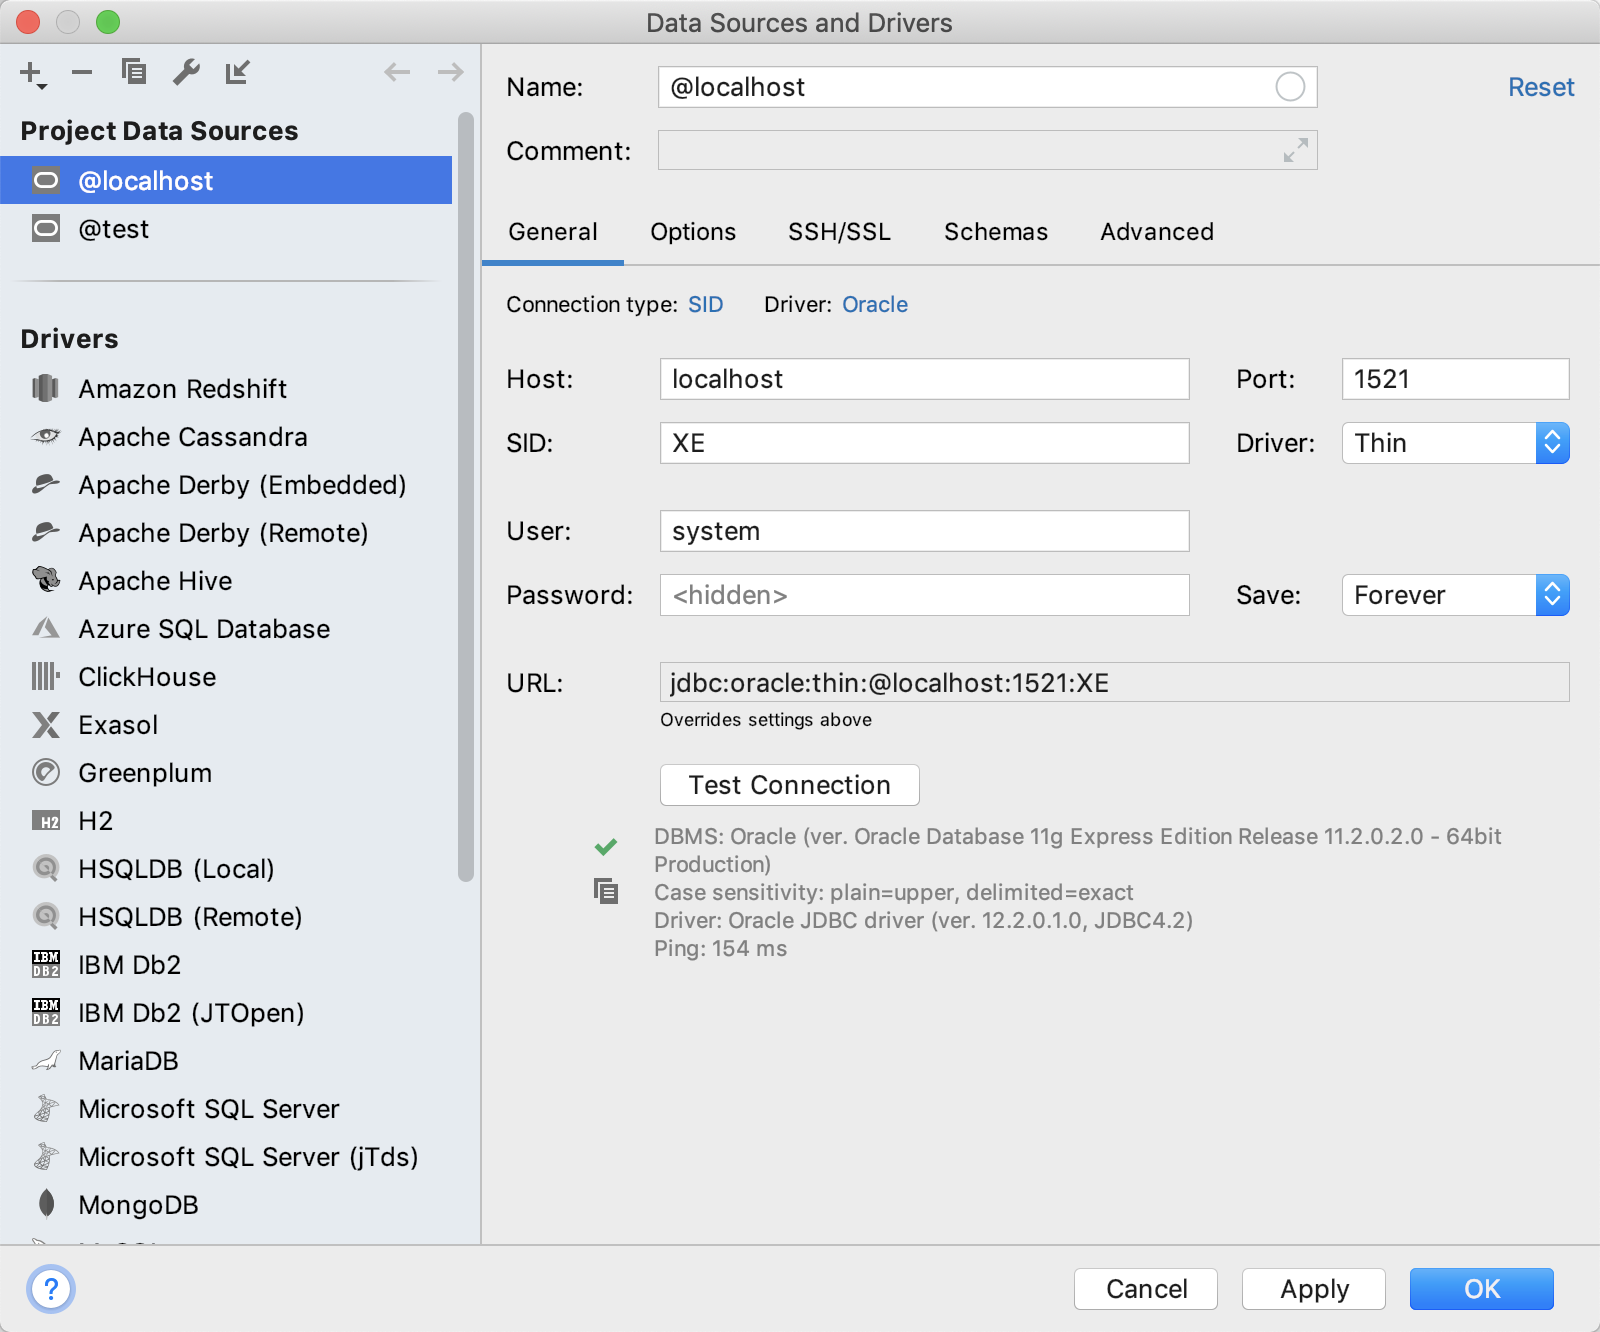 Data Sources and Drivers
Project Data Sources
@localhost
@test
Drivers
Amazon Redshift
Apache Cassandra
Apache Derby (Embedded)
Apache Derby (Remote)
Apache Hive
Azure SQL Database
ClickHouse
Exasol
Greenplum
H2 H2
HSQLDB (Local)
HSQLDB (Remote)
IBM DB2 IBM Db2
IBM DB2 IBM Db2 (JTOpen)
MariaDB
Microsoft SQL Server
Microsoft SQL Server (jTds)
MongoDB
Name: @localhost Reset
Comment:
General Options SSH/SSL Schemas Advanced
Connection type: SID Driver: Oracle
Host: localhost Port: 1521
SID: XE Driver: Thin
User: system
Password: <hidden> Save: Forever
URL: jdbc:oracle:thin:@localhost:1521:XE
Overrides settings above
Test Connection
DBMS: Oracle (ver. Oracle Database 11g Express Edition Release 11.2.0.2.0 - 64bit
Production)
Case sensitivity: plain=upper, delimited=exact
Driver: Oracle JDBC driver (ver. 12.2.0.1.0, JDBC4.2)
Ping: 154 ms
? Cancel Apply OK